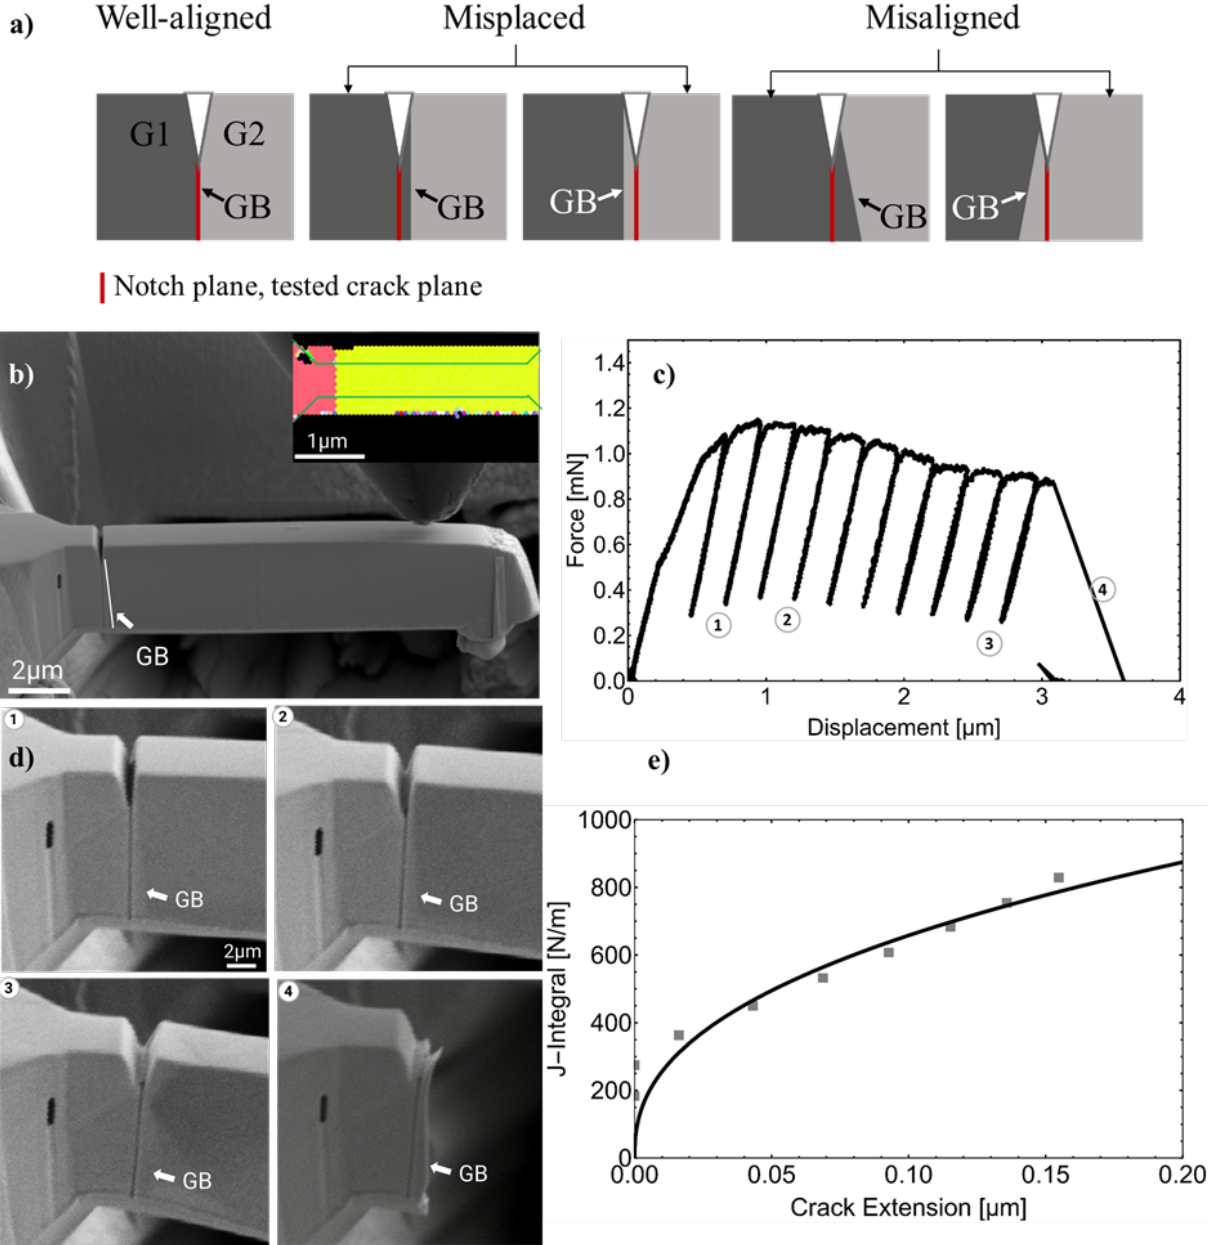 a)
Well-aligned
Misplaced
Misaligned
G1
G2
GB
GB
GB
GB
GB
Notch plane, tested crack plane
b)
1μm
GB
2μm
c)
Force [mN]
1.4
1.2
1.0
0.8
0.6
0.4
0.2
0.0
0
1
2
3
4
Displacement [μm]
1
2
3
4
d)
1
GB
2μm
2
GB
3
GB
4
GB
e)
J−Integral [N/m]
1000
800
600
400
200
0
0.00
0.05
0.10
0.15
0.20
Crack Extension [μm]